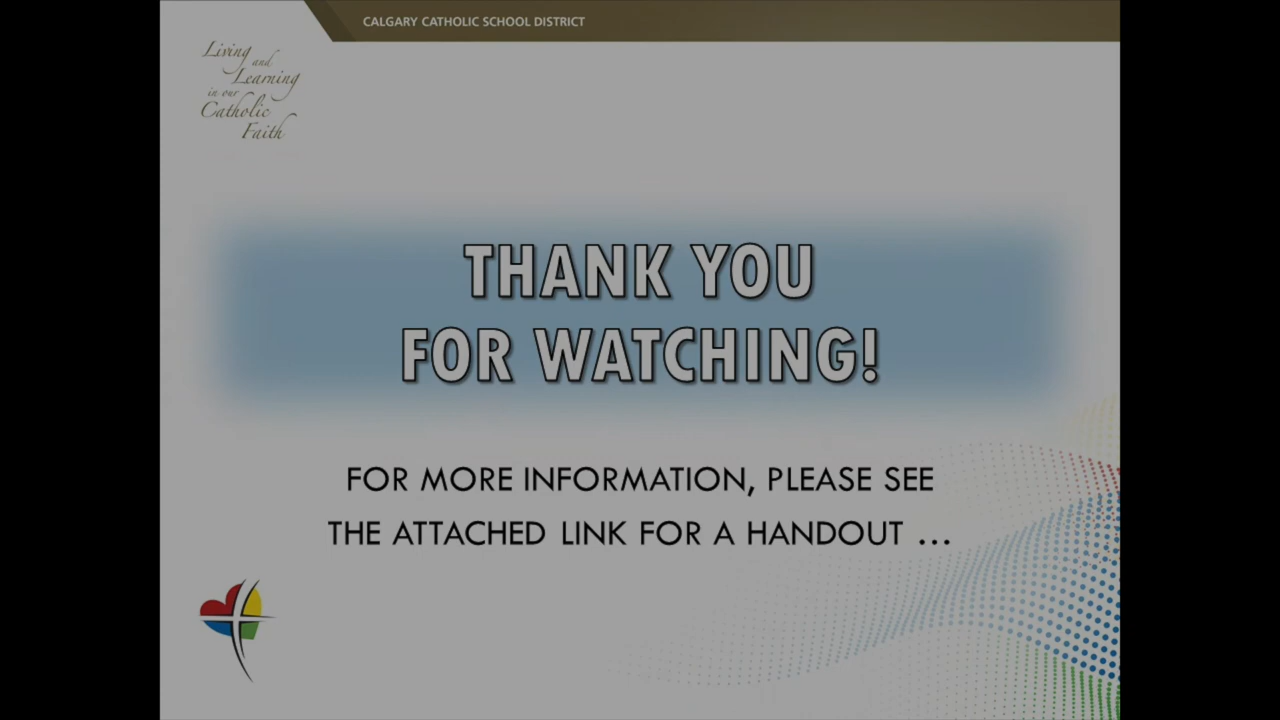 CALGARY CATHOLIC SCHOOL DISTRICT
Living
and
Learning
in our
Catholic
Faith
THANK YOU
FOR WATCHING!
FOR MORE INFORMATION, PLEASE SEE
THE ATTACHED LINK FOR A HANDOUT ...